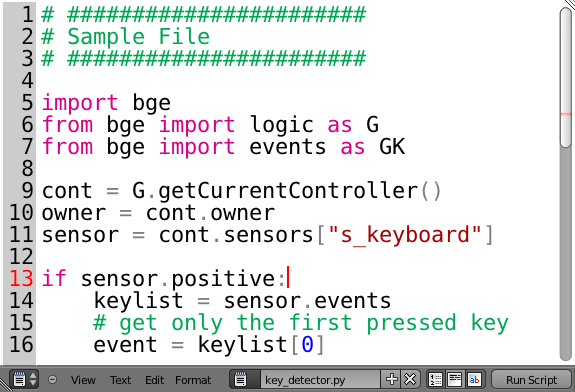 1 # #######################
2 # Sample File
3 # #######################
4
5 import bge
6 from bge import logic as G
7 from bge import events as GK
8
9 cont = G.getCurrentController()
10 owner = cont.owner
11 sensor = cont.sensors["s_keyboard"]
12
13 if sensor.positive:
14     keylist = sensor.events
15     # get only the first pressed key
16     event = keylist[0]
View Text Edit Format key_detector.py Run Script